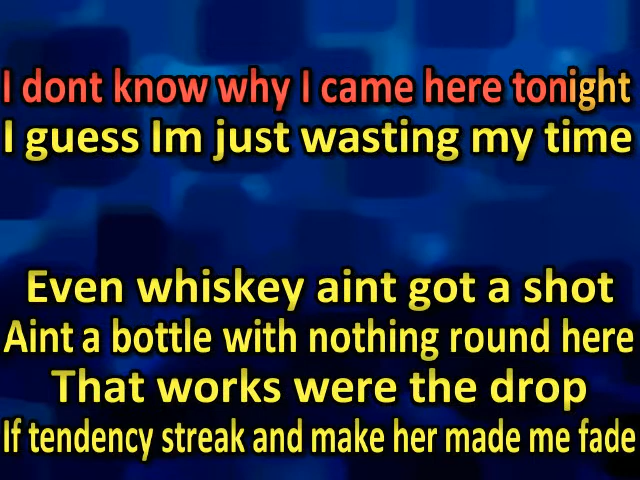 I dont know why I came here tonight
I guess Im just wasting my time
Even whiskey aint got a shot
Aint a bottle with nothing round here
That works were the drop
If tendency streak and make her made me fade